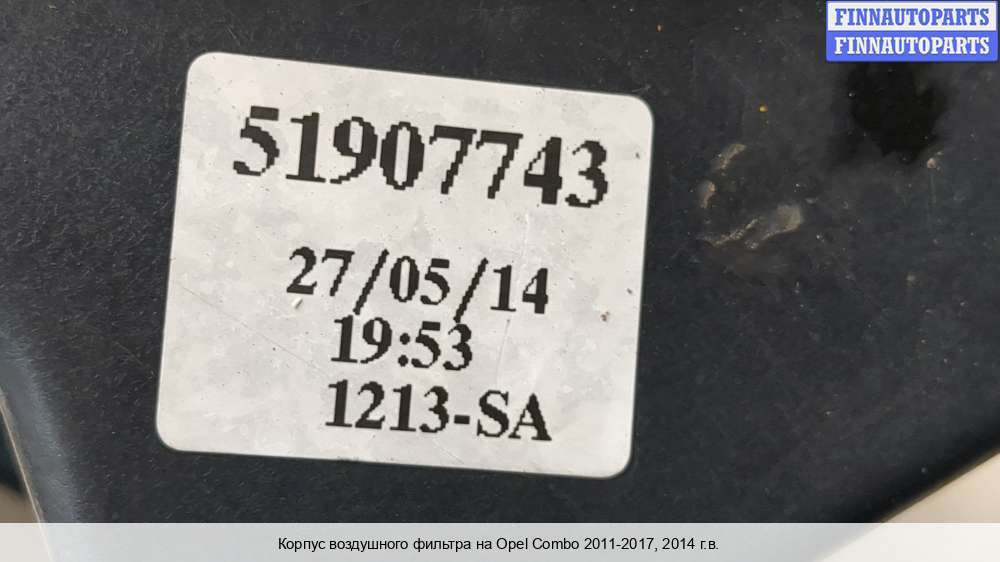 FINNAUTOPARTS
FINNAUTOPARTS
51907743
27/05/14
19:53
1213-SA
Корпус воздушного фильтра на Opel Combo 2011-2017, 2014 г.в.